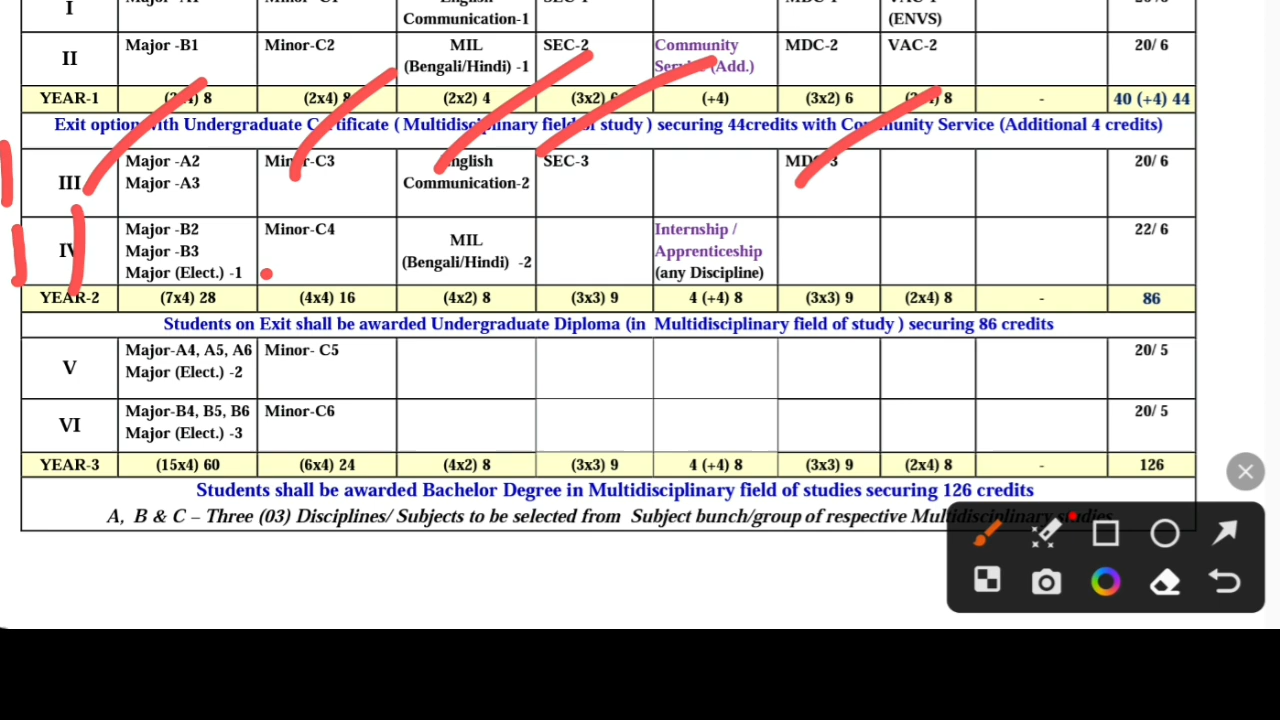 I
Communication-1
(ENVS)
II
Major -B1
Minor-C2
MIL
(Bengali/Hindi) -1
SEC-2
Community
Service (Add.)
MDC-2
VAC-2
20/ 6
YEAR-1
(2x4) 8
(2x2) 4
(3x2) 6
(+4)
(3x2) 6
(2x4) 8
-
40 (+4) 44
Exit option with Undergraduate Certificate ( Multidisciplinary field of study ) securing 44credits with Community Service (Additional 4 credits)
III
Major -A2
Major -A3
Minor-C3
English
Communication-2
SEC-3
MDC-3
20/ 6
IV
Major -B2
Major -B3
Major (Elect.) -1
Minor-C4
MIL
(Bengali/Hindi) -2
Internship /
Apprenticeship
(any Discipline)
22/ 6
YEAR-2
(7x4) 28
(4x4) 16
(4x2) 8
(3x3) 9
4 (+4) 8
(3x3) 9
(2x4) 8
-
86
Students on Exit shall be awarded Undergraduate Diploma (in Multidisciplinary field of study ) securing 86 credits
V
Major-A4, A5, A6
Major (Elect.) -2
Minor- C5
20/ 5
VI
Major-B4, B5, B6
Major (Elect.) -3
Minor-C6
20/ 5
YEAR-3
(15x4) 60
(6x4) 24
(4x2) 8
(3x3) 9
4 (+4) 8
(3x3) 9
(2x4) 8
-
126
Students shall be awarded Bachelor Degree in Multidisciplinary field of studies securing 126 credits
A, B & C – Three (03) Disciplines/ Subjects to be selected from Subject bunch/group of respective Multidisciplinary studies